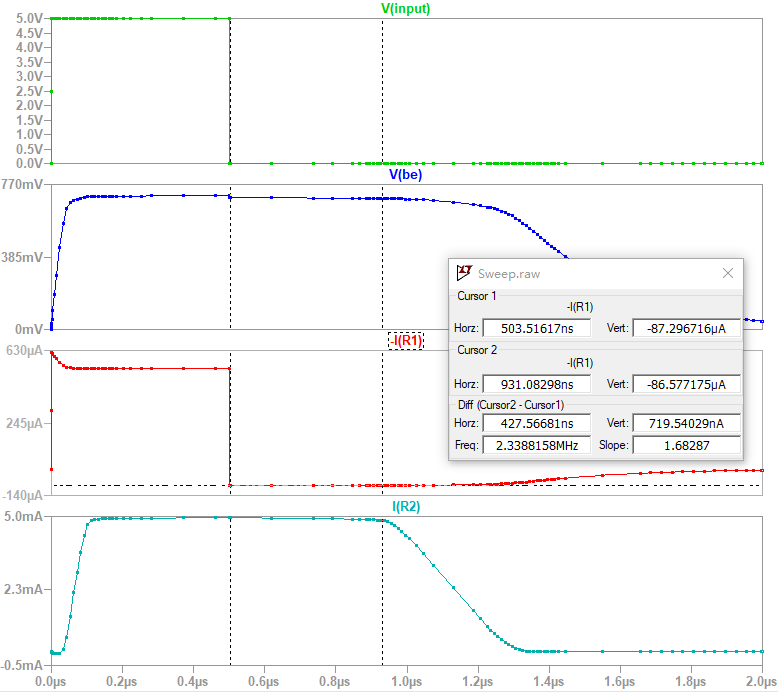 V(input)
5.0V
4.5V
4.0V
3.5V
3.0V
2.5V
2.0V
1.5V
1.0V
0.5V
0.0V
V(be)
770mV
385mV
0mV
-I(R1)
630µA
245µA
-140µA
Sweep.raw
Cursor 1
-I(R1)
Horz: 503.51617ns Vert: -87.296716µA
Cursor 2
-I(R1)
Horz: 931.08298ns Vert: -86.577175µA
Diff (Cursor2 - Cursor1)
Horz: 427.56681ns Vert: 719.54029nA
Freq: 2.3388158MHz Slope: 1.68287
I(R2)
5.0mA
2.3mA
-0.5mA
0.0µs 0.2µs 0.4µs 0.6µs 0.8µs 1.0µs 1.2µs 1.4µs 1.6µs 1.8µs 2.0µs